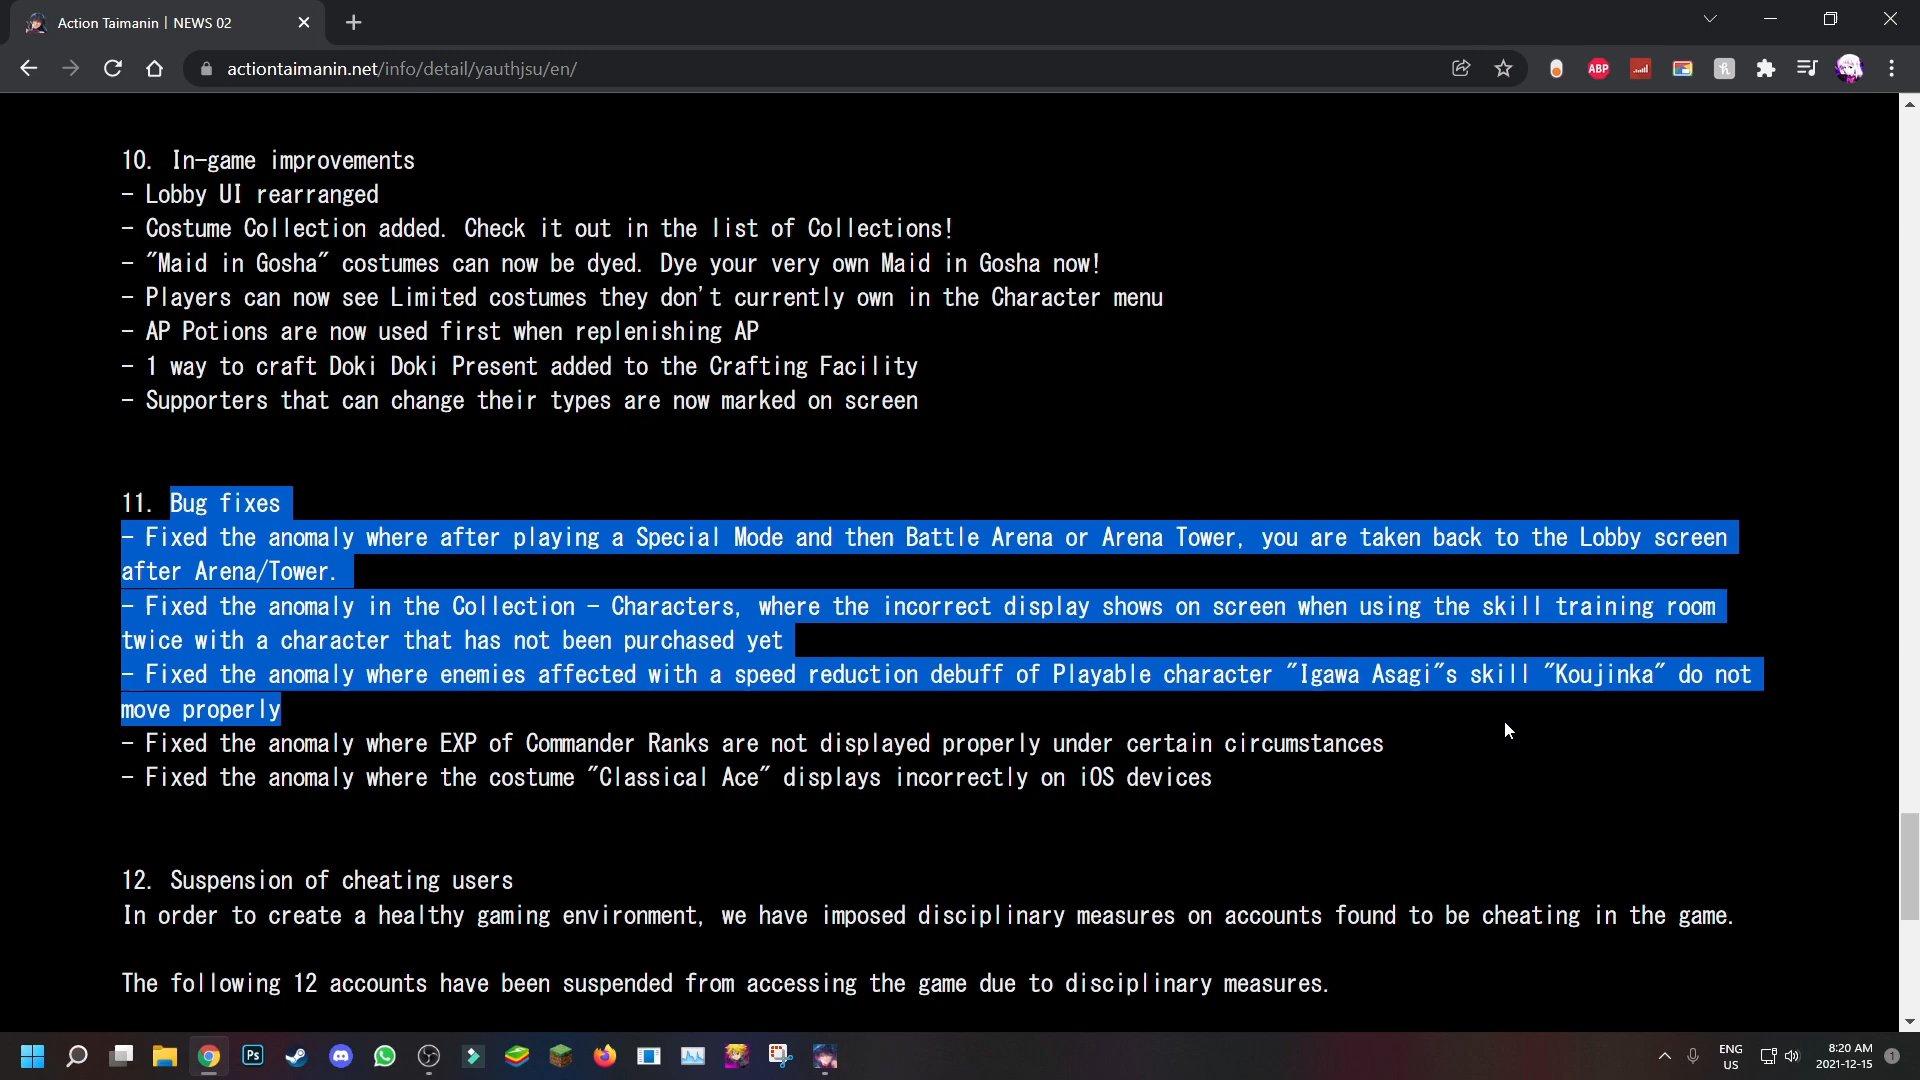 Action Taimanin | NEWS 02
actiontaimanin.net/info/detail/yauthjsu/en/
ABP
10. In-game improvements
- Lobby UI rearranged
- Costume Collection added. Check it out in the list of Collections!
- "Maid in Gosha" costumes can now be dyed. Dye your very own Maid in Gosha now!
- Players can now see Limited costumes they don't currently own in the Character menu
- AP Potions are now used first when replenishing AP
- 1 way to craft Doki Doki Present added to the Crafting Facility
- Supporters that can change their types are now marked on screen
11. Bug fixes
- Fixed the anomaly where after playing a Special Mode and then Battle Arena or Arena Tower, you are taken back to the Lobby screen
after Arena/Tower.
- Fixed the anomaly in the Collection - Characters, where the incorrect display shows on screen when using the skill training room
twice with a character that has not been purchased yet
- Fixed the anomaly where enemies affected with a speed reduction debuff of Playable character "Igawa Asagi"s skill "Koujinka" do not
move properly
- Fixed the anomaly where EXP of Commander Ranks are not displayed properly under certain circumstances
- Fixed the anomaly where the costume "Classical Ace" displays incorrectly on iOS devices
12. Suspension of cheating users
In order to create a healthy gaming environment, we have imposed disciplinary measures on accounts found to be cheating in the game.
The following 12 accounts have been suspended from accessing the game due to disciplinary measures.
Ps
ENG
US
8:20 AM
2021-12-15
1